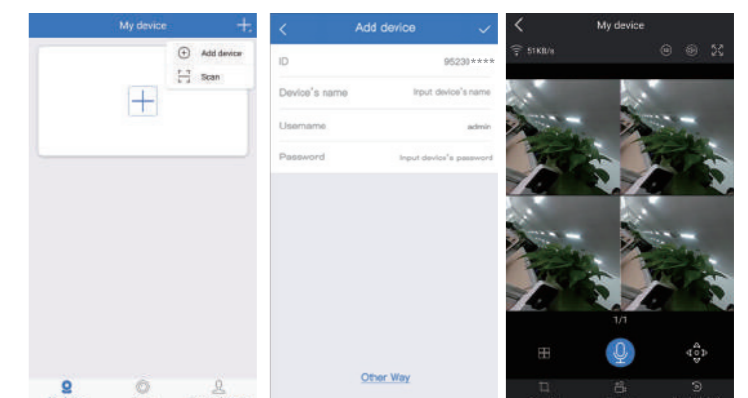 My device
Add device
Scan
Add device
ID 95230****
Device's name Input device's name
Username admin
Password Input device's password
Other Way
My device
51KB/s
1/1